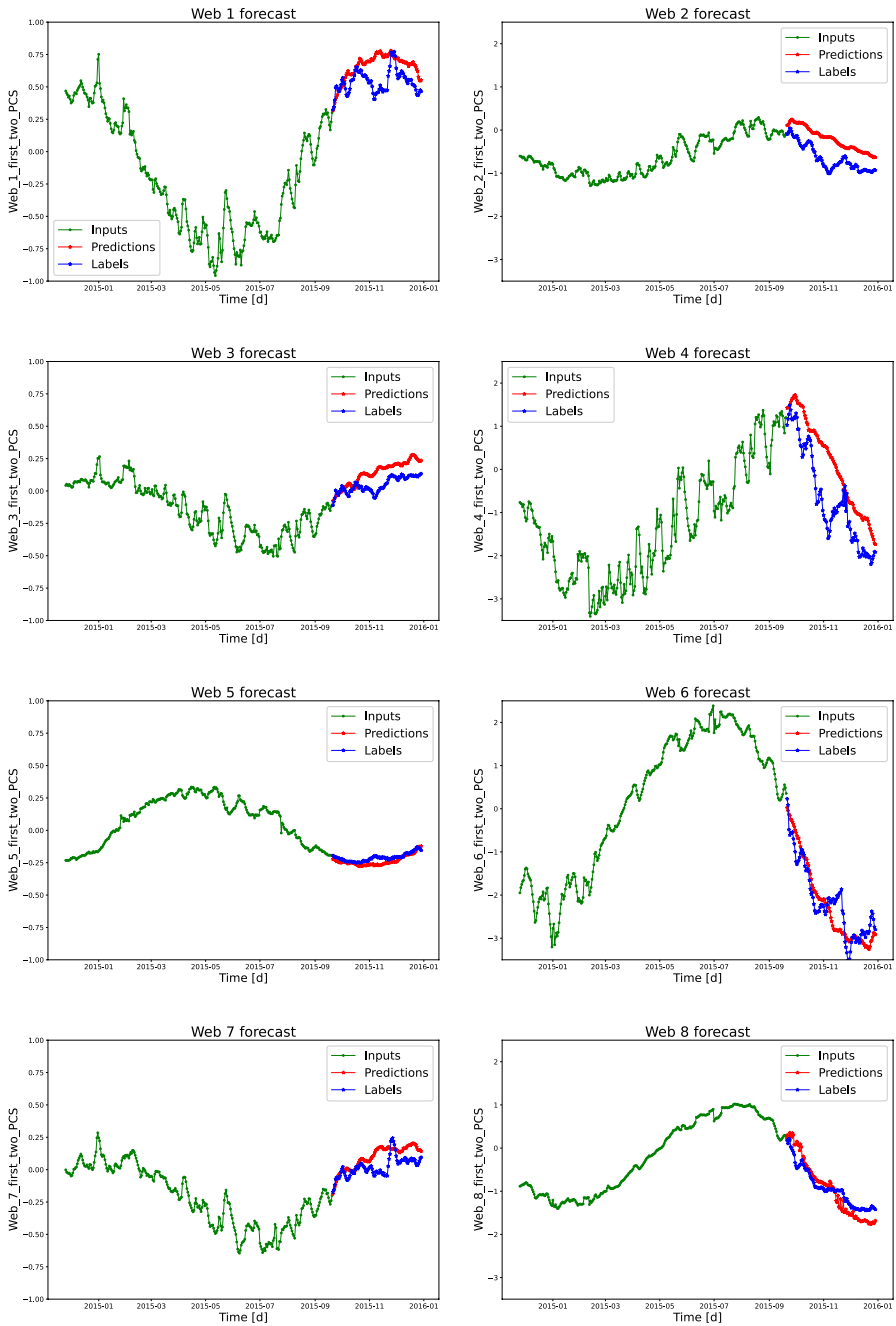 Web 1 forecast
Web_1_first_two_PCS
1.00
0.75
0.50
0.25
0.00
−0.25
−0.50
−0.75
−1.00
Inputs
Predictions
Labels
2015-01 2015-03 2015-05 2015-07 2015-09 2015-11 2016-01
Time [d]
Web 2 forecast
Web_2_first_two_PCS
2
1
0
−1
−2
−3
Inputs
Predictions
Labels
2015-01 2015-03 2015-05 2015-07 2015-09 2015-11 2016-01
Time [d]
Web 3 forecast
Web_3_first_two_PCS
1.00
0.75
0.50
0.25
0.00
−0.25
−0.50
−0.75
−1.00
Inputs
Predictions
Labels
2015-01 2015-03 2015-05 2015-07 2015-09 2015-11 2016-01
Time [d]
Web 4 forecast
Web_4_first_two_PCS
2
1
0
−1
−2
−3
Inputs
Predictions
Labels
2015-01 2015-03 2015-05 2015-07 2015-09 2015-11 2016-01
Time [d]
Web 5 forecast
Web_5_first_two_PCS
1.00
0.75
0.50
0.25
0.00
−0.25
−0.50
−0.75
−1.00
Inputs
Predictions
Labels
2015-01 2015-03 2015-05 2015-07 2015-09 2015-11 2016-01
Time [d]
Web 6 forecast
Web_6_first_two_PCS
2
1
0
−1
−2
−3
Inputs
Predictions
Labels
2015-01 2015-03 2015-05 2015-07 2015-09 2015-11 2016-01
Time [d]
Web 7 forecast
Web_7_first_two_PCS
1.00
0.75
0.50
0.25
0.00
−0.25
−0.50
−0.75
−1.00
Inputs
Predictions
Labels
2015-01 2015-03 2015-05 2015-07 2015-09 2015-11 2016-01
Time [d]
Web 8 forecast
Web_8_first_two_PCS
2
1
0
−1
−2
−3
Inputs
Predictions
Labels
2015-01 2015-03 2015-05 2015-07 2015-09 2015-11 2016-01
Time [d]